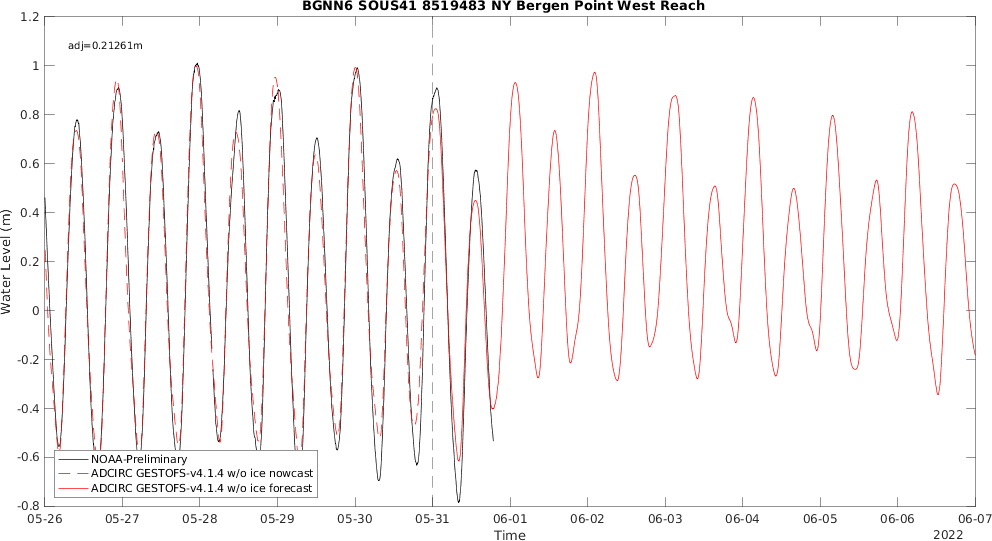 BGNN6 SOUS41 8519483 NY Bergen Point West Reach
adj=0.21261m
1.2
1
0.8
0.6
0.4
0.2
0
-0.2
-0.4
-0.6
-0.8
Water Level (m)
NOAA-Preliminary
ADCIRC GESTOFS-v4.1.4 w/o ice nowcast
ADCIRC GESTOFS-v4.1.4 w/o ice forecast
05-26 05-27 05-28 05-29 05-30 05-31 06-01 06-02 06-03 06-04 06-05 06-06 06-07
Time
2022